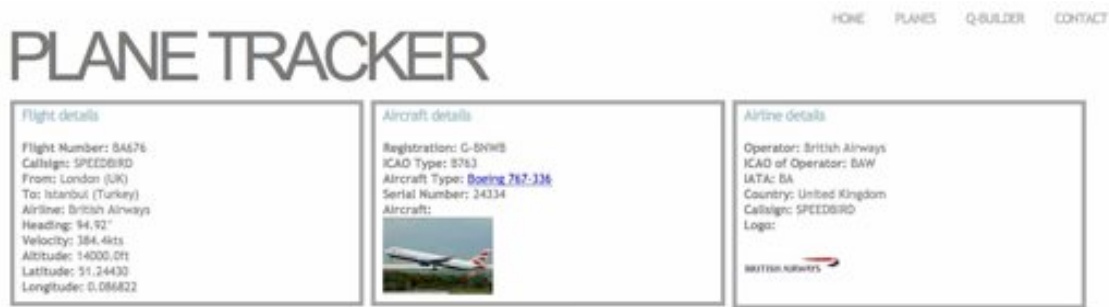 HOME PLANES Q-BUILDER CONTACT
PLANE TRACKER
Flight details
Flight Number: BA676
Callsign: SPEEDBIRD
From: London (UK)
To: Istanbul (Turkey)
Airline: British Airways
Heading: 94.92°
Velocity: 384.4kts
Altitude: 14000.0ft
Latitude: 51.24430
Longitude: 0.086822
Aircraft details
Registration: G-BNWB
ICAO Type: B763
Aircraft Type: Boeing 767-336
Serial Number: 24334
Aircraft:
Airline details
Operator: British Airways
ICAO of Operator: BAW
IATA: BA
Country: United Kingdom
Callsign: SPEEDBIRD
Logo:
BRITISH AIRWAYS